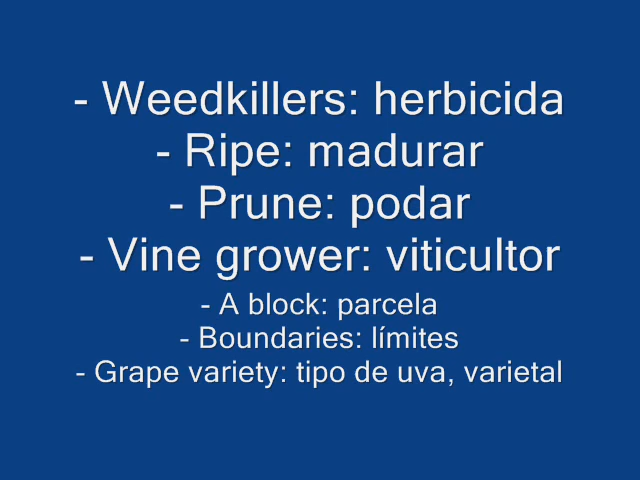 - Weedkillers: herbicida
- Ripe: madurar
- Prune: podar
- Vine grower: viticultor
- A block: parcela
- Boundaries: límites
- Grape variety: tipo de uva, varietal